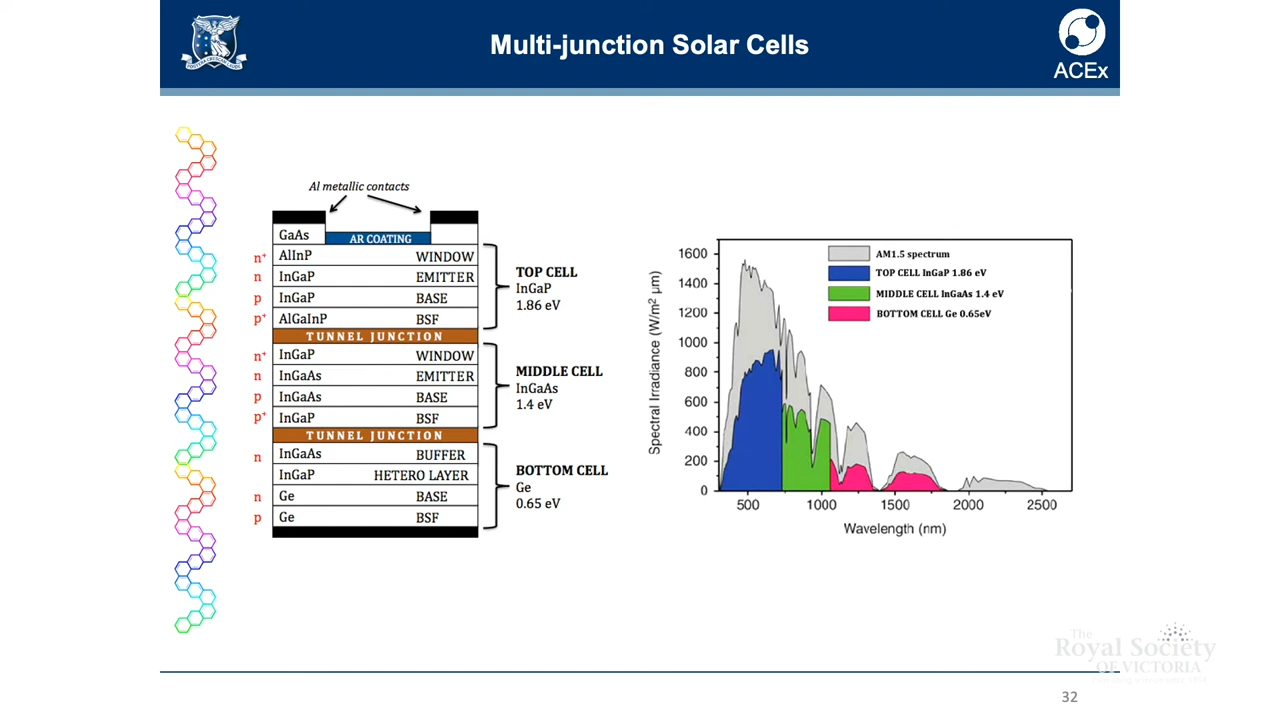 Multi-junction Solar Cells
ACEx
Al metallic contacts
GaAs
AR COATING
n+ AlInP WINDOW
n InGaP EMITTER
p InGaP BASE
p+ AlGaInP BSF
TUNNEL JUNCTION
n+ InGaP WINDOW
n InGaAs EMITTER
p InGaAs BASE
p+ InGaP BSF
TUNNEL JUNCTION
n InGaAs BUFFER
InGaP HETERO LAYER
n Ge BASE
p Ge BSF
TOP CELL
InGaP
1.86 eV
MIDDLE CELL
InGaAs
1.4 eV
BOTTOM CELL
Ge
0.65 eV
Spectral Irradiance (W/m² µm)
1600
1400
1200
1000
800
600
400
200
0
500 1000 1500 2000 2500
Wavelength (nm)
AM1.5 spectrum
TOP CELL InGaP 1.86 eV
MIDDLE CELL InGaAs 1.4 eV
BOTTOM CELL Ge 0.65eV
The
Royal Society
OF VICTORIA
32